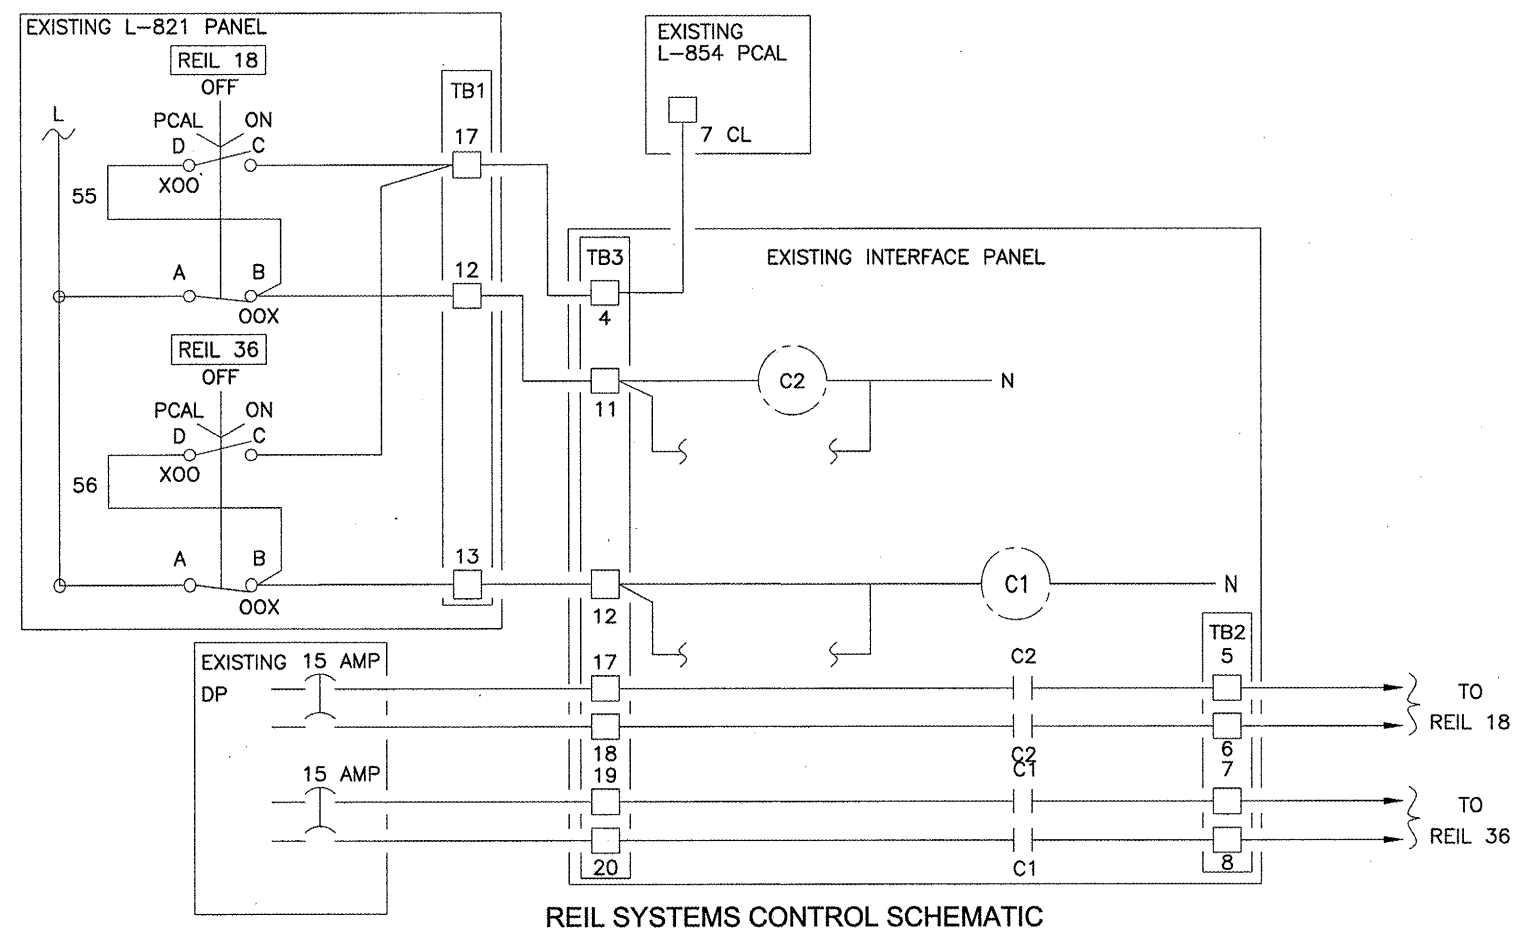 EXISTING L-821 PANEL
REIL 18
OFF
L
PCAL ON
D C
XOO
55
A B
OOX
TB1
17
12
REIL 36
OFF
PCAL ON
D C
XOO
56
A B
OOX
13
EXISTING
L-854 PCAL
7 CL
EXISTING INTERFACE PANEL
TB3
4
11
C2
N
12
C1
N
TB2
EXISTING 15 AMP
DP
17
C2
5
18
C2
6
TO
REIL 18
15 AMP
19
C1
7
20
C1
8
TO
REIL 36
REIL SYSTEMS CONTROL SCHEMATIC